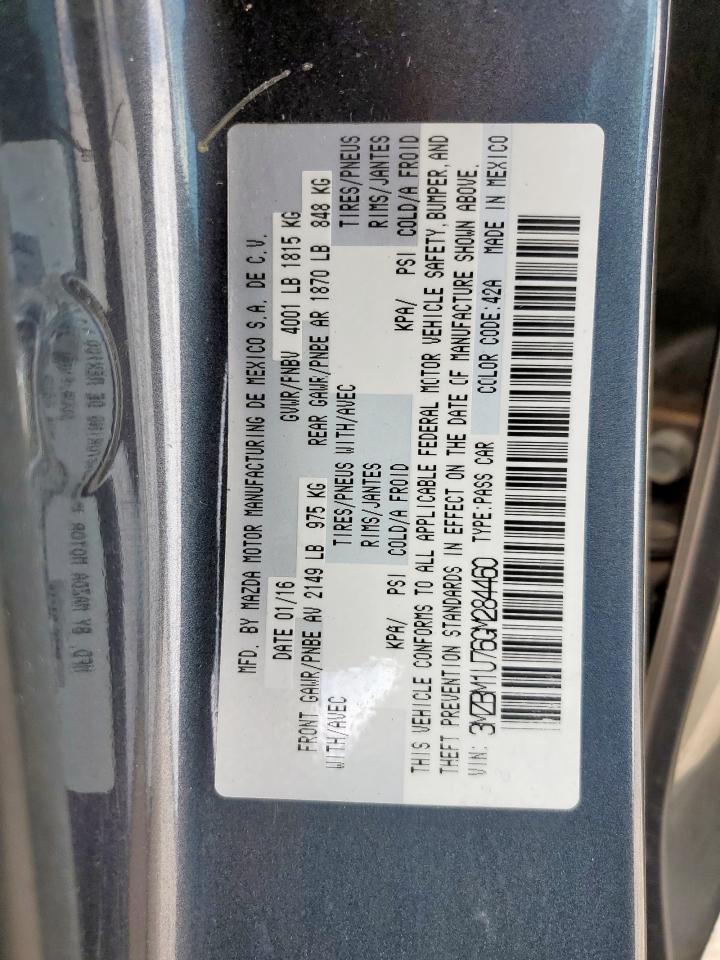 MFD. BY MAZDA MOTOR MANUFACTURING DE MEXICO S.A. DE C.V.
DATE 01/16 GVWR/PNBV 4001 LB 1815 KG
FRONT GAWR/PNBE AV 2149 LB 975 KG REAR GAWR/PNBE AR 1870 LB 848 KG
WITH/AVEC TIRES/PNEUS WITH/AVEC TIRES/PNEUS
RIMS/JANTES RIMS/JANTES
KPA/ PSI COLD/A FROID KPA/ PSI COLD/A FROID
THIS VEHICLE CONFORMS TO ALL APPLICABLE FEDERAL MOTOR VEHICLE SAFETY, BUMPER, AND
THEFT PREVENTION STANDARDS IN EFFECT ON THE DATE OF MANUFACTURE SHOWN ABOVE.
VIN: 3MZBM1U76GM284460 TYPE:PASS CAR COLOR CODE:42A MADE IN MEXICO